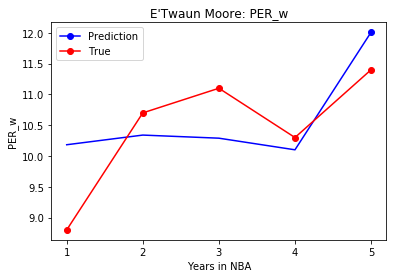 E'Twaun Moore: PER_w
Prediction
True
PER_w
12.0
11.5
11.0
10.5
10.0
9.5
9.0
1 2 3 4 5
Years in NBA